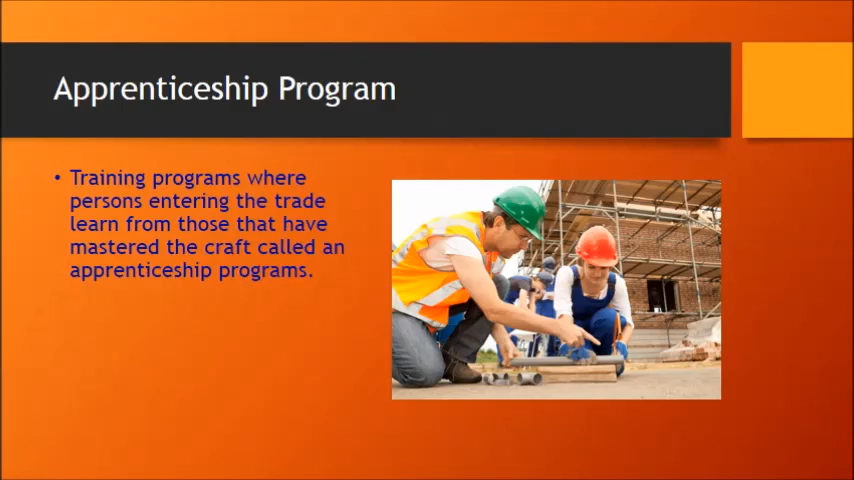 Apprenticeship Program
• Training programs where
persons entering the trade
learn from those that have
mastered the craft called an
apprenticeship programs.